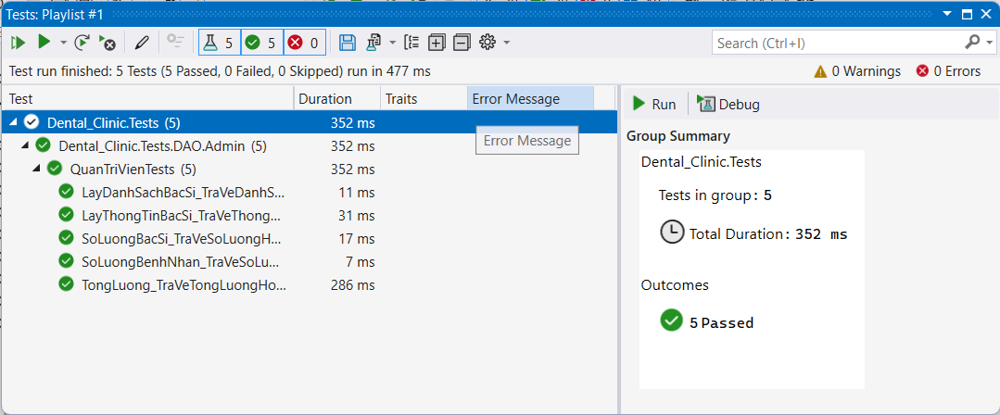 Tests: Playlist #1
5 5 0
Search (Ctrl+I)
Test run finished: 5 Tests (5 Passed, 0 Failed, 0 Skipped) run in 477 ms
0 Warnings 0 Errors
Test Duration Traits Error Message
Dental_Clinic.Tests (5) 352 ms
Dental_Clinic.Tests.DAO.Admin (5) 352 ms
QuanTriVienTests (5) 352 ms
LayDanhSachBacSi_TraVeDanhS... 11 ms
LayThongTinBacSi_TraVeThong... 31 ms
SoLuongBacSi_TraVeSoLuongH... 17 ms
SoLuongBenhNhan_TraVeSoLu... 7 ms
TongLuong_TraVeTongLuongHo... 286 ms
Error Message
Run Debug
Group Summary
Dental_Clinic.Tests
Tests in group: 5
Total Duration: 352 ms
Outcomes
5 Passed